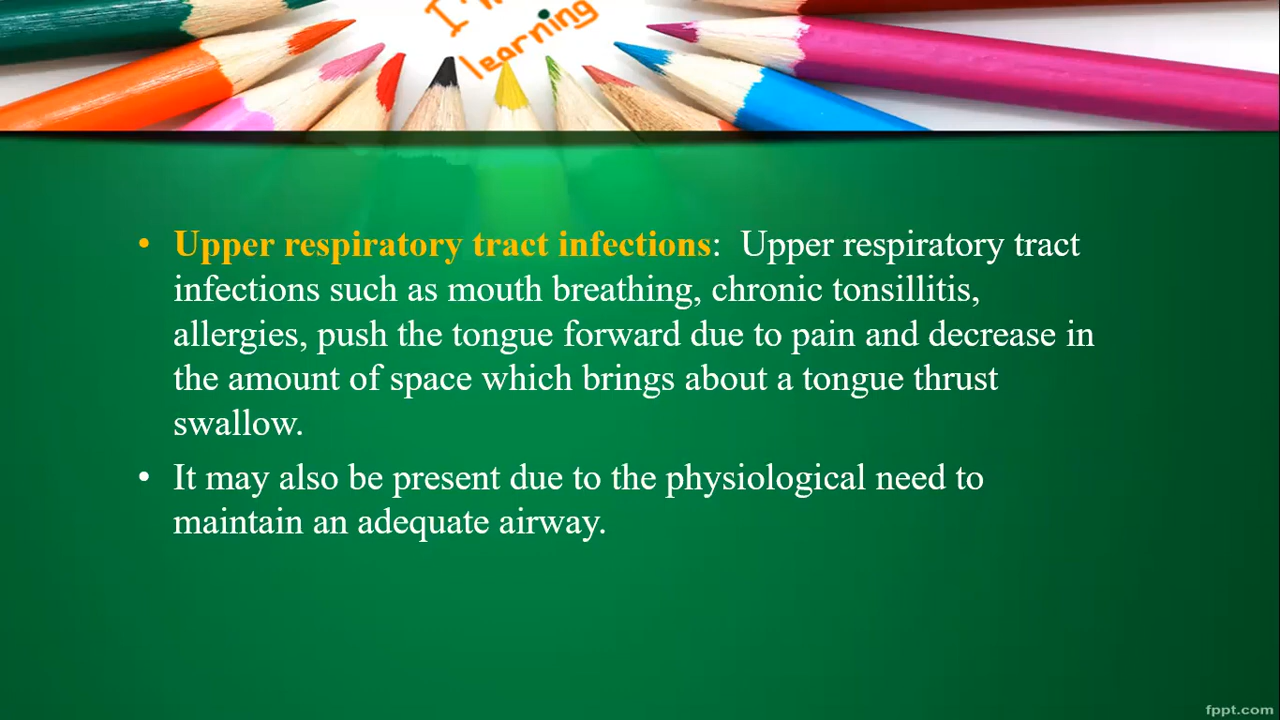 I'm
learning
• Upper respiratory tract infections: Upper respiratory tract
infections such as mouth breathing, chronic tonsillitis,
allergies, push the tongue forward due to pain and decrease in
the amount of space which brings about a tongue thrust
swallow.
• It may also be present due to the physiological need to
maintain an adequate airway.
fppt.com